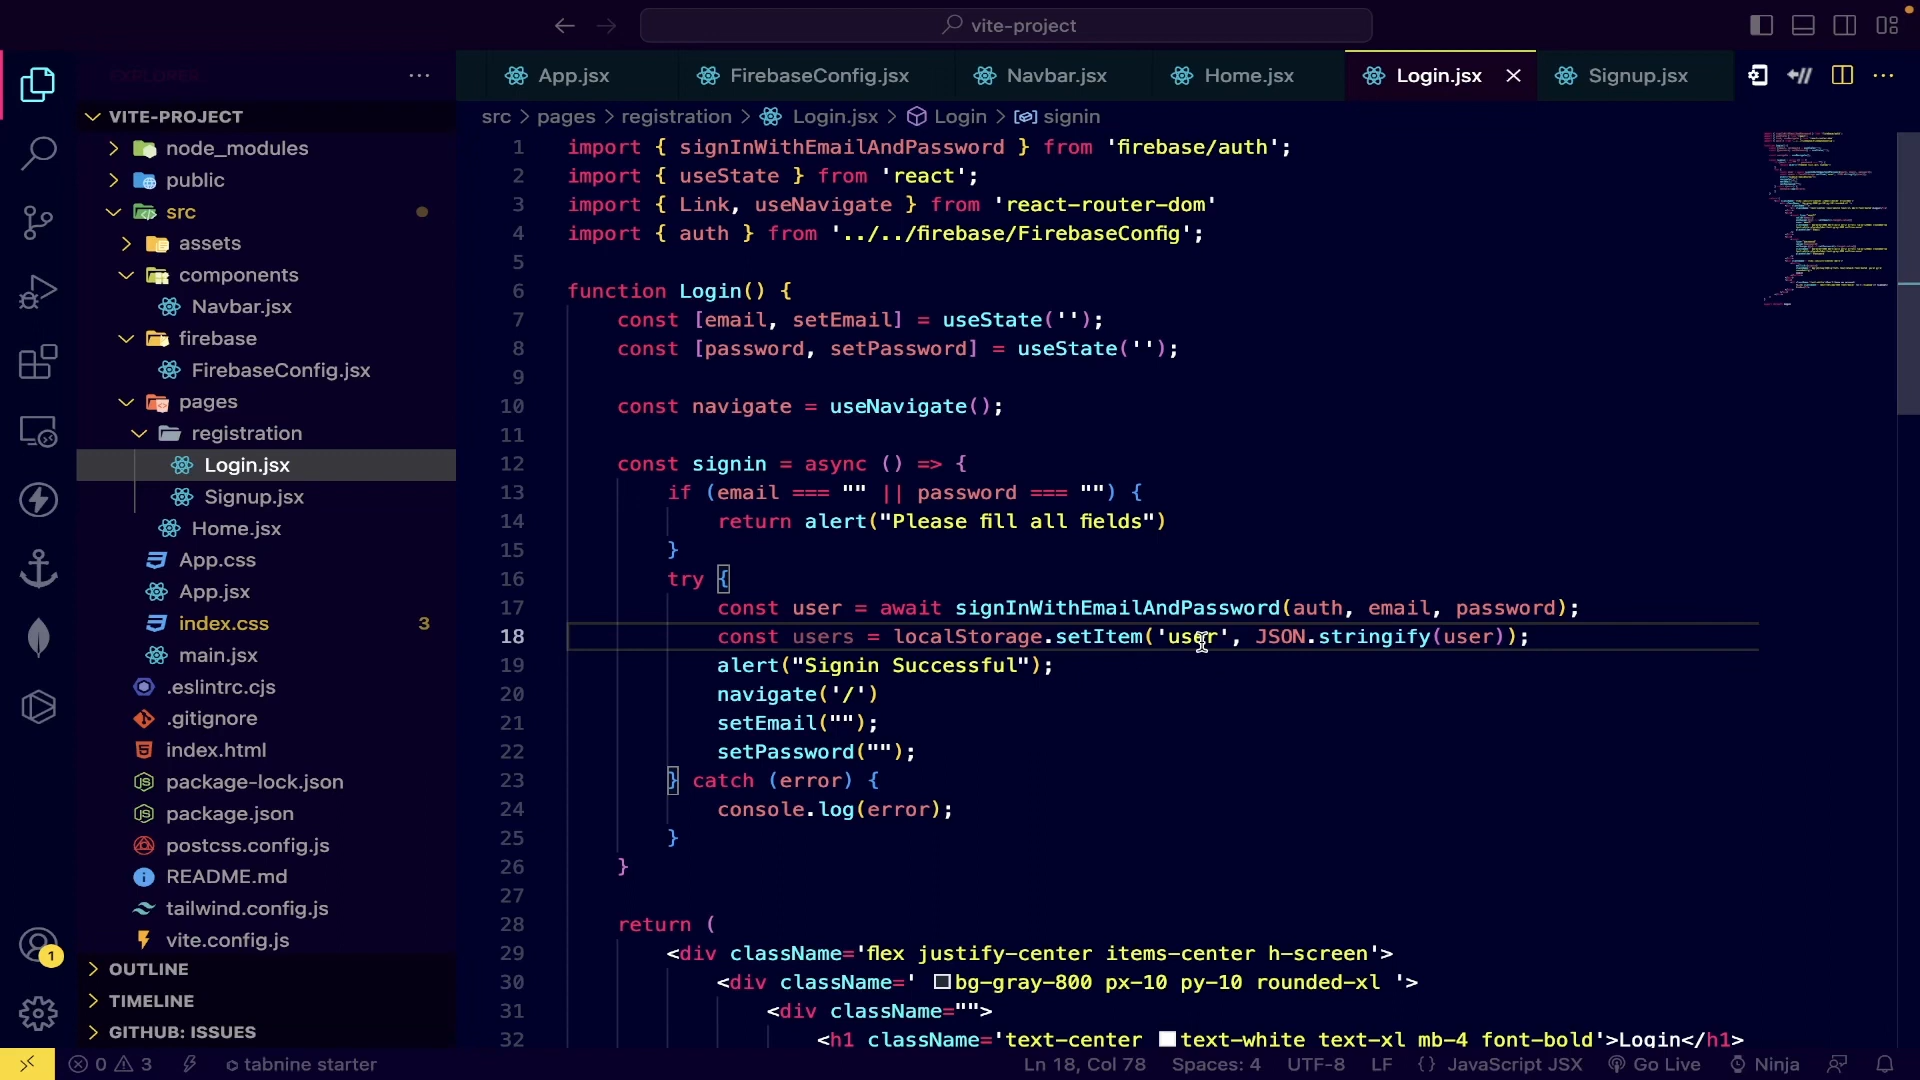 vite-project
EXPLORER
App.jsx
FirebaseConfig.jsx
Navbar.jsx
Home.jsx
Login.jsx
Signup.jsx
src > pages > registration > Login.jsx > Login > signin
VITE-PROJECT
node_modules
public
src
assets
components
Navbar.jsx
firebase
FirebaseConfig.jsx
pages
registration
Login.jsx
Signup.jsx
Home.jsx
App.css
App.jsx
index.css 3
main.jsx
.eslintrc.cjs
.gitignore
index.html
package-lock.json
package.json
postcss.config.js
README.md
tailwind.config.js
vite.config.js
OUTLINE
TIMELINE
GITHUB: ISSUES
1
1 import { signInWithEmailAndPassword } from 'firebase/auth';
2 import { useState } from 'react';
3 import { Link, useNavigate } from 'react-router-dom'
4 import { auth } from '../../firebase/FirebaseConfig';
5
6 function Login() {
7 const [email, setEmail] = useState('');
8 const [password, setPassword] = useState('');
9
10 const navigate = useNavigate();
11
12 const signin = async () => {
13 if (email === "" || password === "") {
14 return alert("Please fill all fields")
15 }
16 try {
17 const user = await signInWithEmailAndPassword(auth, email, password);
18 const users = localStorage.setItem('user', JSON.stringify(user));
19 alert("Signin Successful");
20 navigate('/')
21 setEmail("");
22 setPassword("");
23 } catch (error) {
24 console.log(error);
25 }
26 }
27
28 return (
29 <div className='flex justify-center items-center h-screen'>
30 <div className=' bg-gray-800 px-10 py-10 rounded-xl '>
31 <div className="">
32 <h1 className='text-center text-white text-xl mb-4 font-bold'>Login</h1>
0 3 tabnine starter Ln 18, Col 78 Spaces: 4 UTF-8 LF {} JavaScript JSX Go Live Ninja